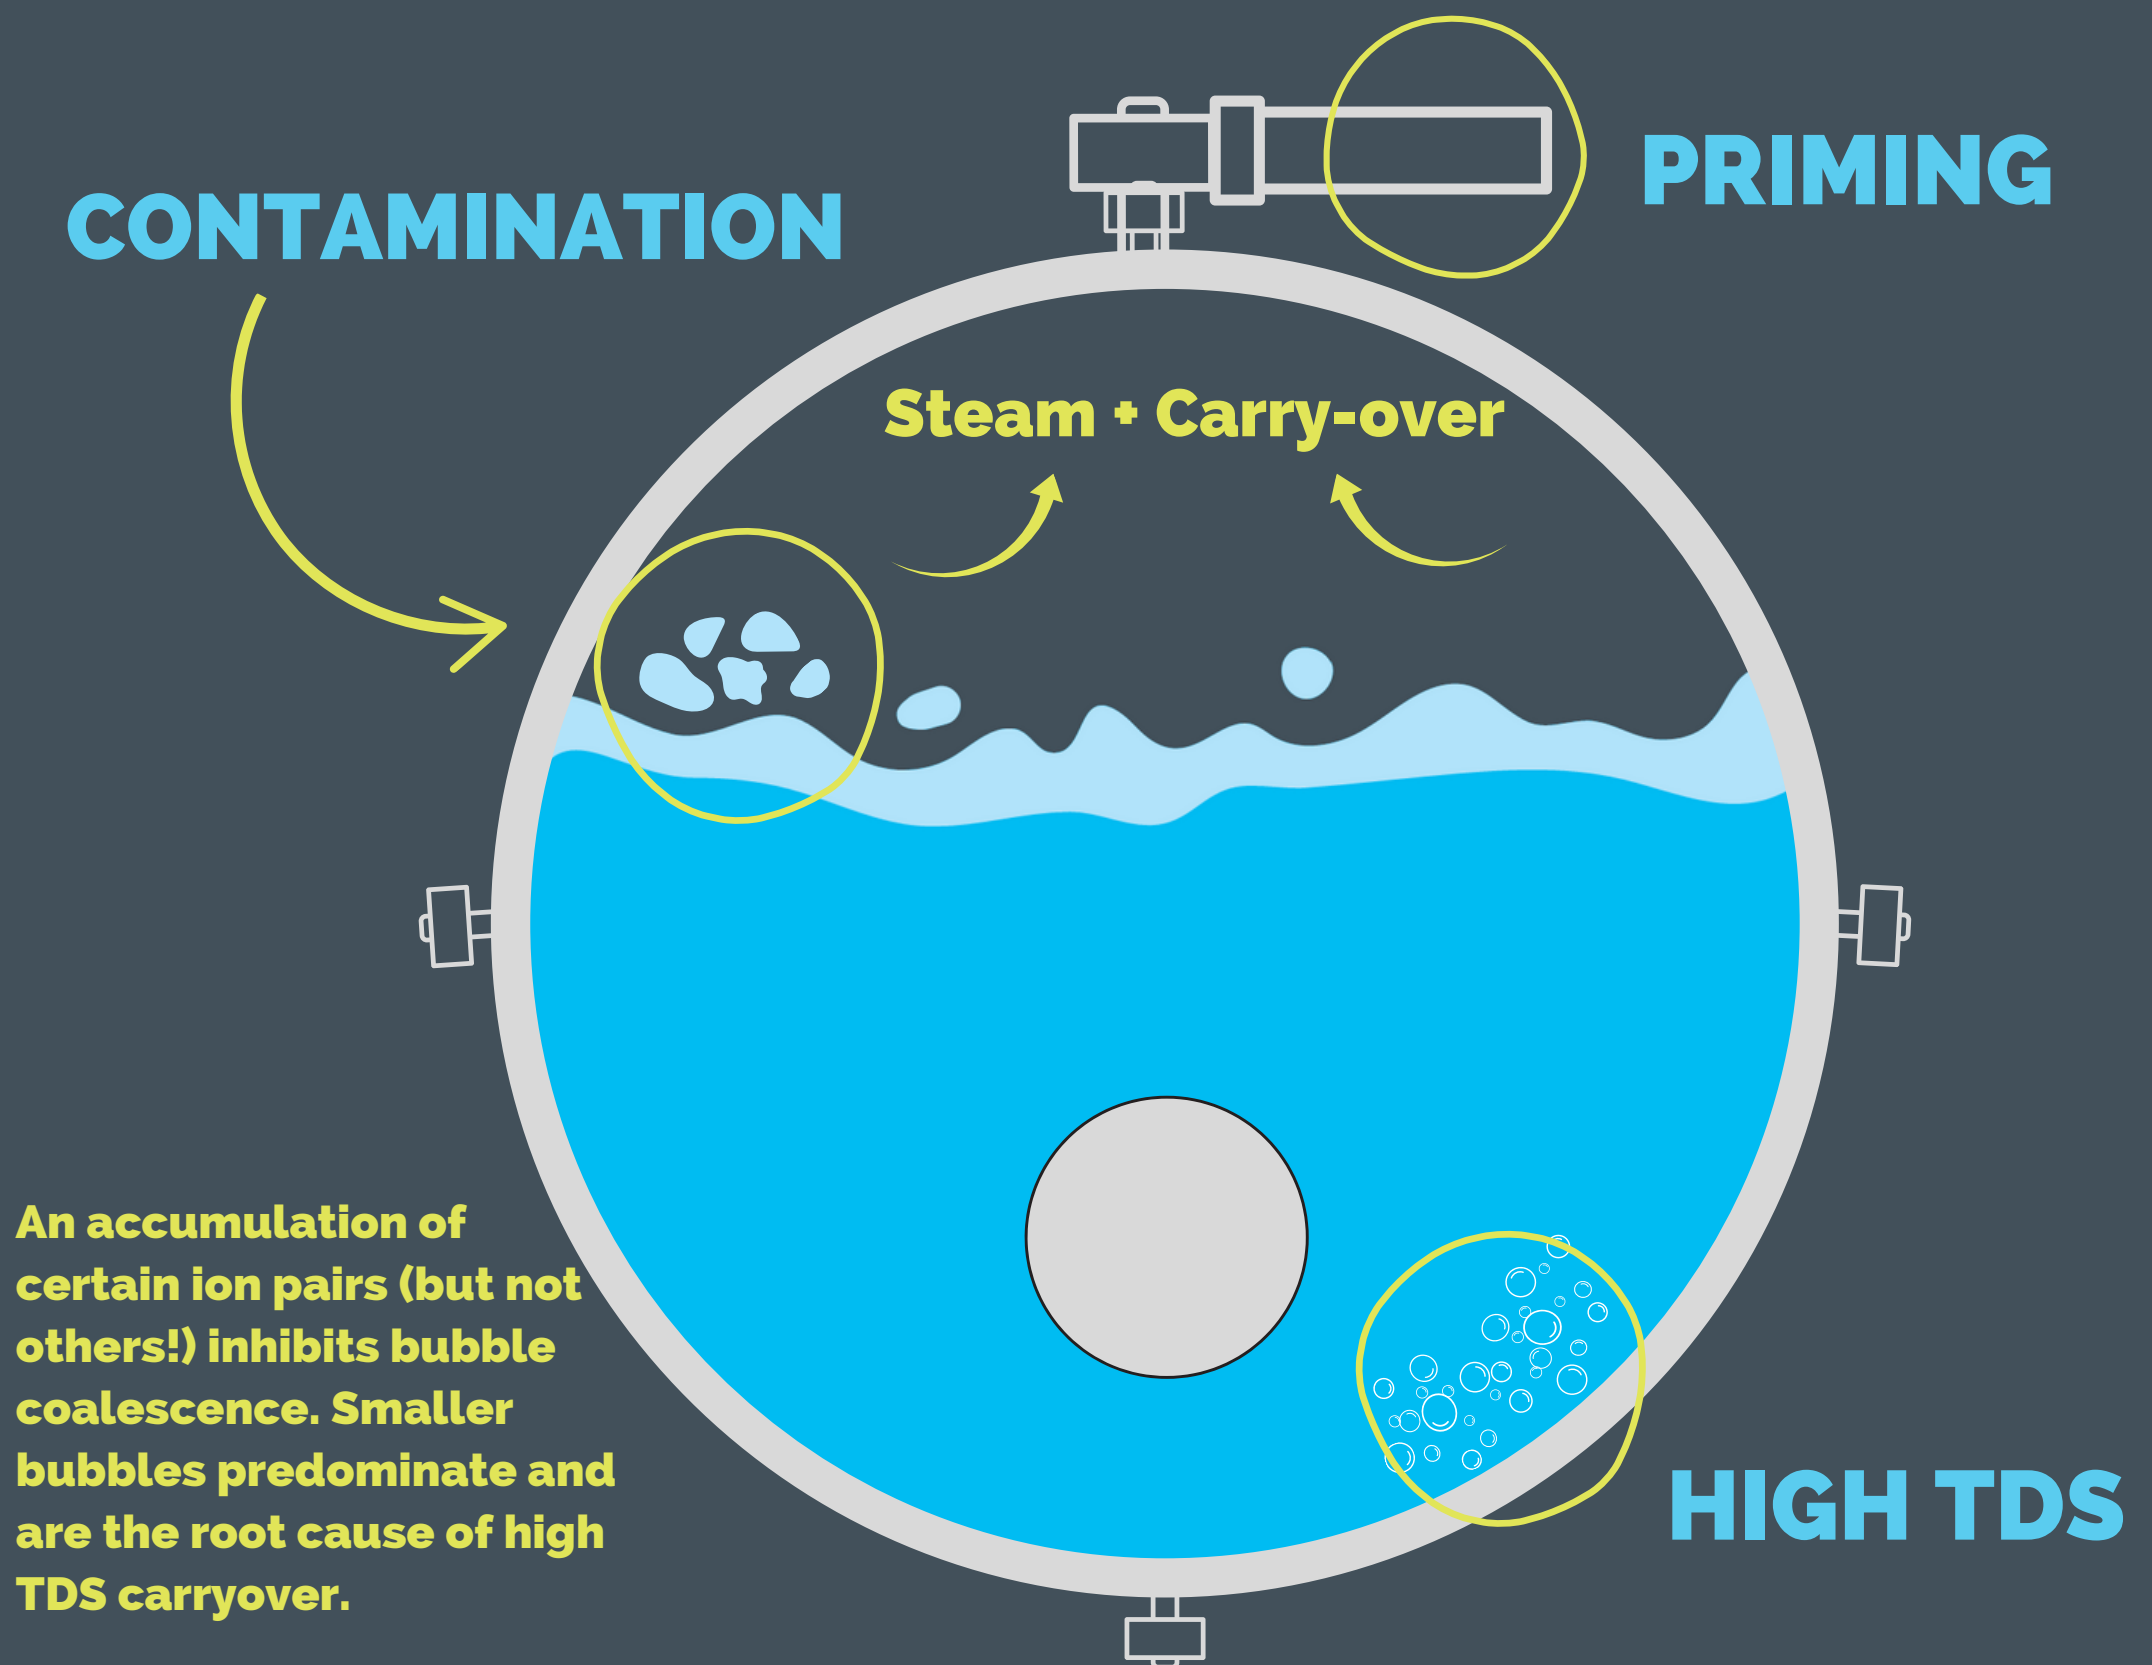 PRIMING
CONTAMINATION
Steam + Carry-over
An accumulation of
certain ion pairs (but not
others!) inhibits bubble
coalescence. Smaller
bubbles predominate and
are the root cause of high
TDS carryover.
HIGH TDS